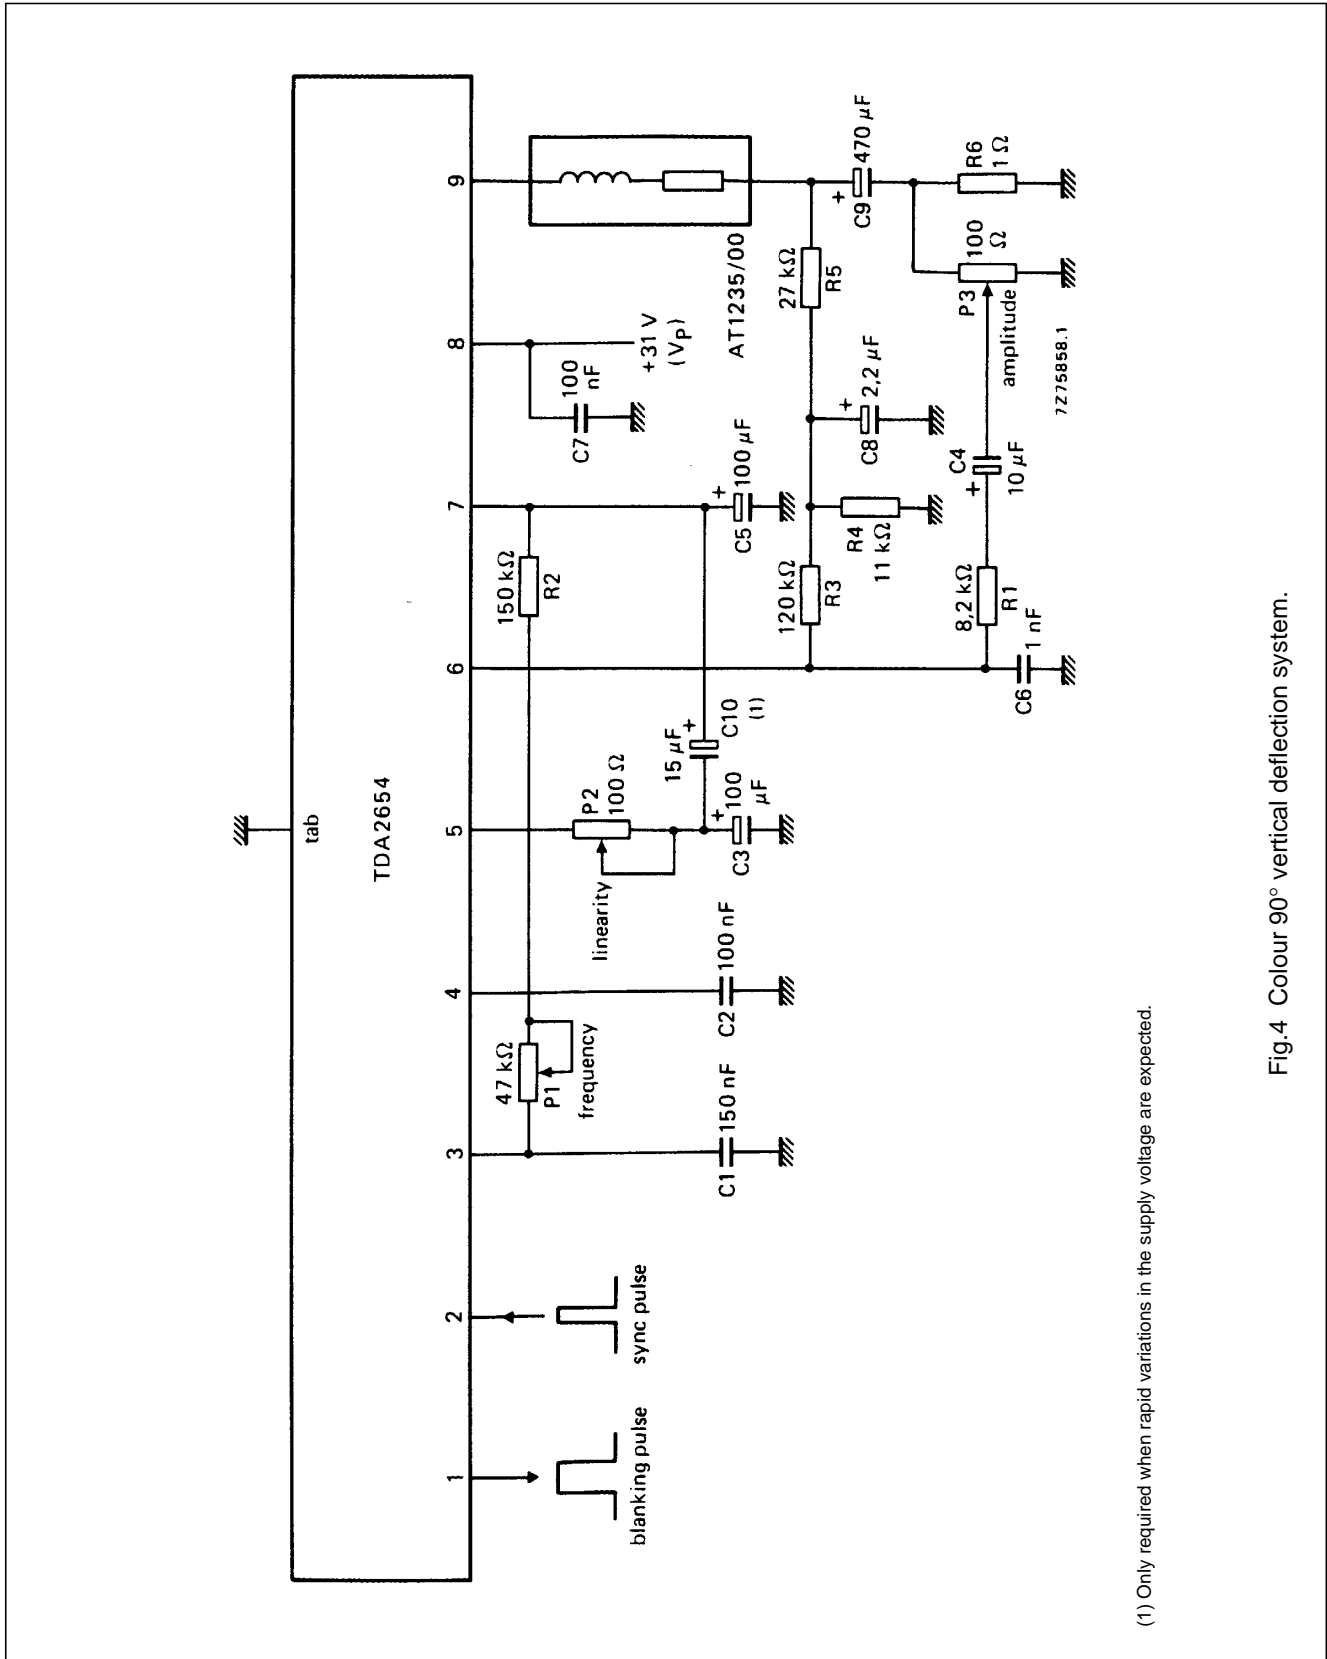 tab
TDA2654
1
2
3
4
5
6
7
8
9
blanking pulse
sync pulse
47 kΩ
P1
frequency
C1
150 nF
C2
100 nF
linearity
P2
100 Ω
+
C3
100
μF
15 μF
+
C10
(1)
150 kΩ
R2
+
C5
100 μF
C7
100
nF
+31 V
(VP)
AT1235/00
120 kΩ
R3
R4
11 kΩ
27 kΩ
R5
+
C8
2,2 μF
+
C9
470 μF
R6
1 Ω
P3
100
Ω
amplitude
C4
+
10 μF
8,2 kΩ
R1
C6
1 nF
7Z75858.1
(1) Only required when rapid variations in the supply voltage are expected.
Fig.4 Colour 90° vertical deflection system.